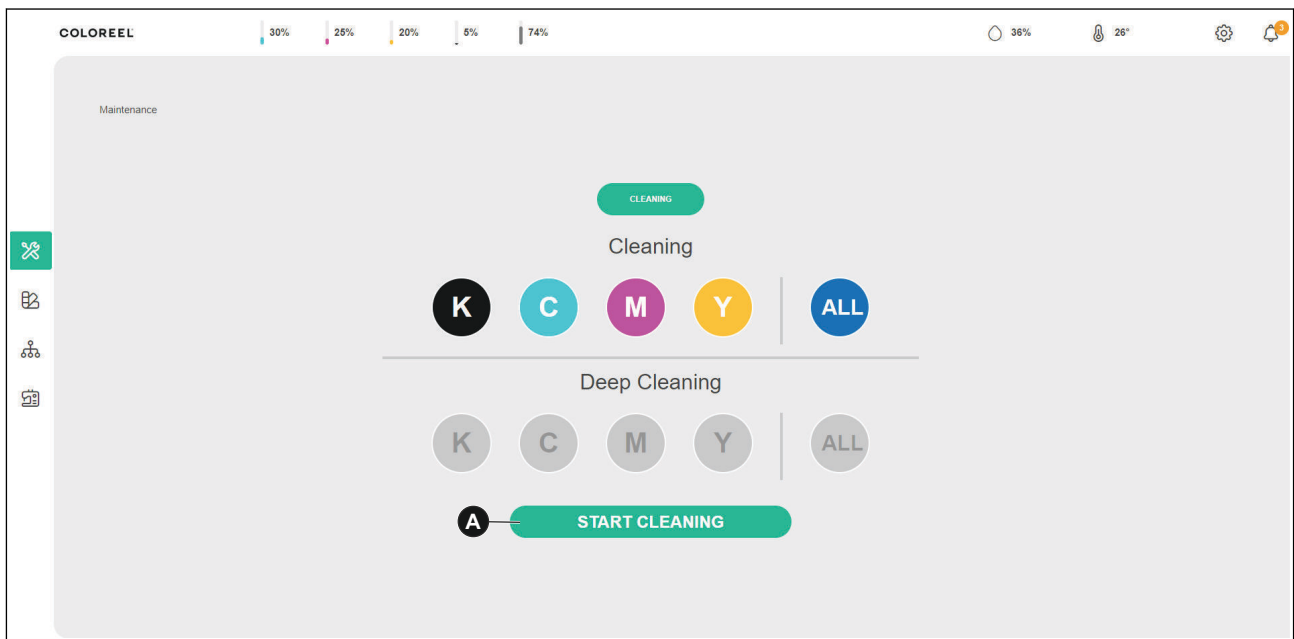 COLOREEL 30% 25% 20% 5% 74% 36% 26° 3
Maintenance
CLEANING
Cleaning
K C M Y ALL
Deep Cleaning
K C M Y ALL
A START CLEANING